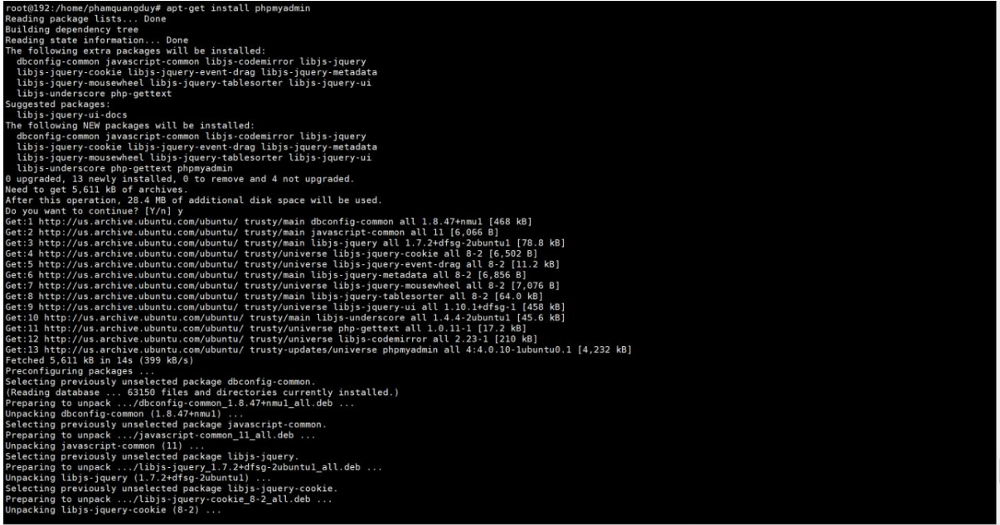 root@192:/home/phamquangduy# apt-get install phpmyadmin
Reading package lists... Done
Building dependency tree
Reading state information... Done
The following extra packages will be installed:
  dbconfig-common javascript-common libjs-codemirror libjs-jquery
  libjs-jquery-cookie libjs-jquery-event-drag libjs-jquery-metadata
  libjs-jquery-mousewheel libjs-jquery-tablesorter libjs-jquery-ui
  libjs-underscore php-gettext
Suggested packages:
  libjs-jquery-ui-docs
The following NEW packages will be installed:
  dbconfig-common javascript-common libjs-codemirror libjs-jquery
  libjs-jquery-cookie libjs-jquery-event-drag libjs-jquery-metadata
  libjs-jquery-mousewheel libjs-jquery-tablesorter libjs-jquery-ui
  libjs-underscore php-gettext phpmyadmin
0 upgraded, 13 newly installed, 0 to remove and 4 not upgraded.
Need to get 5,611 kB of archives.
After this operation, 28.4 MB of additional disk space will be used.
Do you want to continue? [Y/n] y
Get:1 http://us.archive.ubuntu.com/ubuntu/ trusty/main dbconfig-common all 1.8.47+nmu1 [468 kB]
Get:2 http://us.archive.ubuntu.com/ubuntu/ trusty/main javascript-common all 11 [6,066 B]
Get:3 http://us.archive.ubuntu.com/ubuntu/ trusty/main libjs-jquery all 1.7.2+dfsg-2ubuntu1 [78.8 kB]
Get:4 http://us.archive.ubuntu.com/ubuntu/ trusty/universe libjs-jquery-cookie all 8-2 [6,502 B]
Get:5 http://us.archive.ubuntu.com/ubuntu/ trusty/universe libjs-jquery-event-drag all 8-2 [11.2 kB]
Get:6 http://us.archive.ubuntu.com/ubuntu/ trusty/main libjs-jquery-metadata all 8-2 [6,856 B]
Get:7 http://us.archive.ubuntu.com/ubuntu/ trusty/universe libjs-jquery-mousewheel all 8-2 [7,076 B]
Get:8 http://us.archive.ubuntu.com/ubuntu/ trusty/main libjs-jquery-tablesorter all 8-2 [64.0 kB]
Get:9 http://us.archive.ubuntu.com/ubuntu/ trusty/universe libjs-jquery-ui all 1.10.1+dfsg-1 [458 kB]
Get:10 http://us.archive.ubuntu.com/ubuntu/ trusty/main libjs-underscore all 1.4.4-2ubuntu1 [45.6 kB]
Get:11 http://us.archive.ubuntu.com/ubuntu/ trusty/universe php-gettext all 1.0.11-1 [17.2 kB]
Get:12 http://us.archive.ubuntu.com/ubuntu/ trusty/universe libjs-codemirror all 2.23-1 [210 kB]
Get:13 http://us.archive.ubuntu.com/ubuntu/ trusty-updates/universe phpmyadmin all 4:4.0.10-1ubuntu0.1 [4,232 kB]
Fetched 5,611 kB in 14s (399 kB/s)
Preconfiguring packages ...
Selecting previously unselected package dbconfig-common.
(Reading database ... 63150 files and directories currently installed.)
Preparing to unpack .../dbconfig-common_1.8.47+nmu1_all.deb ...
Unpacking dbconfig-common (1.8.47+nmu1) ...
Selecting previously unselected package javascript-common.
Preparing to unpack .../javascript-common_11_all.deb ...
Unpacking javascript-common (11) ...
Selecting previously unselected package libjs-jquery.
Preparing to unpack .../libjs-jquery_1.7.2+dfsg-2ubuntu1_all.deb ...
Unpacking libjs-jquery (1.7.2+dfsg-2ubuntu1) ...
Selecting previously unselected package libjs-jquery-cookie.
Preparing to unpack .../libjs-jquery-cookie_8-2_all.deb ...
Unpacking libjs-jquery-cookie (8-2) ...